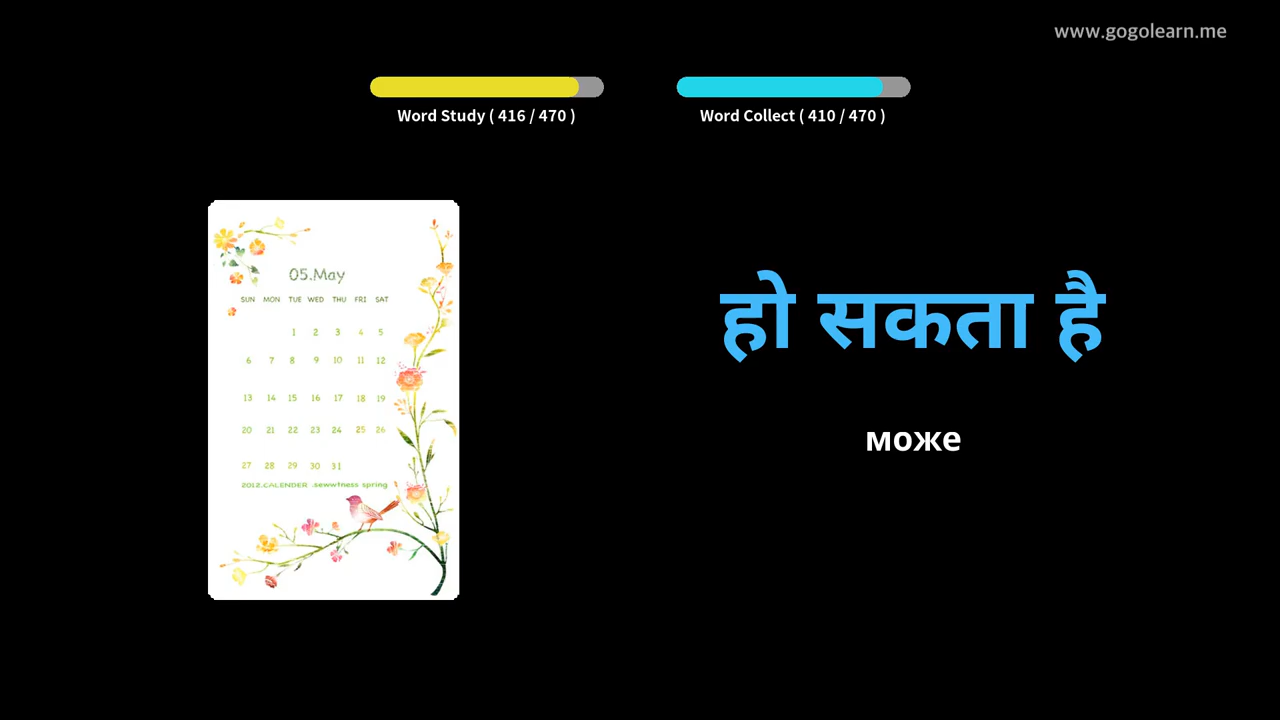 www.gogolearn.me
Word Study ( 416 / 470 )
Word Collect ( 410 / 470 )
05.May
SUN MON TUE WED THU FRI SAT
1 2 3 4 5
6 7 8 9 10 11 12
13 14 15 16 17 18 19
20 21 22 23 24 25 26
27 28 29 30 31
2012.CALENDER .sewwtness spring
हो सकता है
може